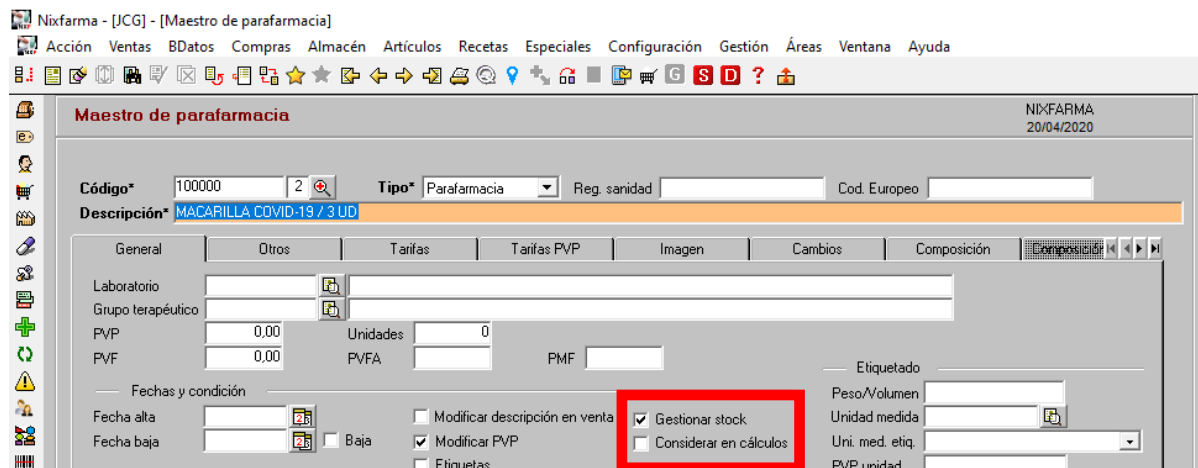 Nixfarma - [JCG] - [Maestro de parafarmacia]
Acción Ventas BDatos Compras Almacén Artículos Recetas Especiales Configuración Gestión Áreas Ventana Ayuda
G S D ?
Maestro de parafarmacia NIXFARMA
20/04/2020
Código* 100000 2 Tipo* Parafarmacia Reg. sanidad Cod. Europeo
Descripción* MACARILLA COVID-19 / 3 UD
General Otros Tarifas Tarifas PVP Imagen Cambios Composición Composición
Laboratorio
Grupo terapéutico
PVP 0,00 Unidades 0
PVF 0,00 PVFA PMF
Etiquetado
Fechas y condición Peso/Volumen
Fecha alta Modificar descripción en venta Gestionar stock Unidad medida
Fecha baja Baja Modificar PVP Considerar en cálculos Uni. med. etiq.
Etiquetas PVP unidad